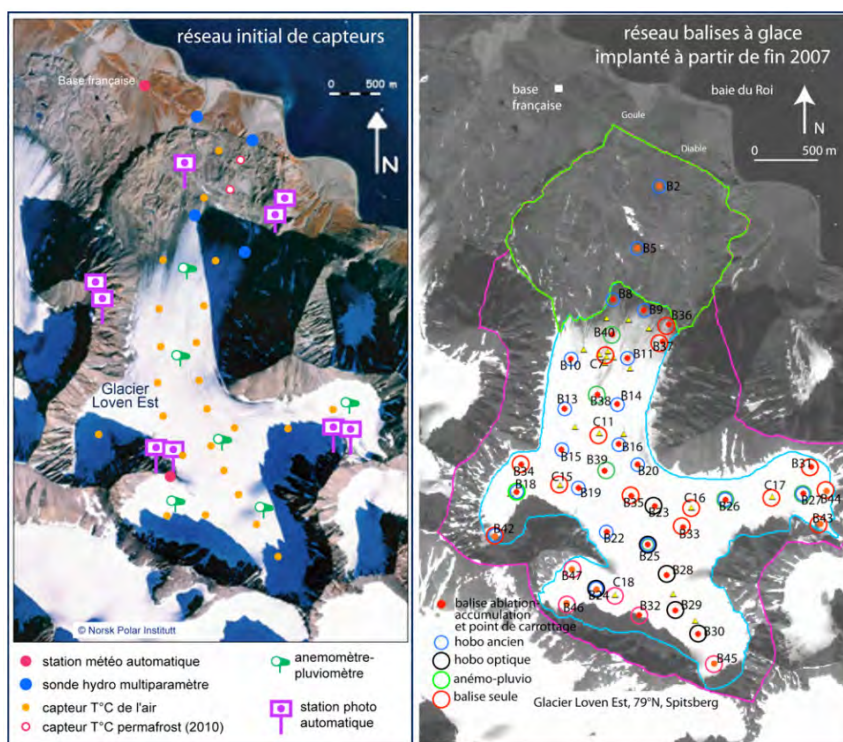 réseau initial de capteurs
Base française
0 500 m
N
Glacier
Loven Est
© Norsk Polar Institutt
station météo automatique
sonde hydro multiparamètre
capteur T°C de l'air
capteur T°C permafrost (2010)
anemomètre-
pluviomètre
station photo
automatique
réseau balises à glace
implanté à partir de fin 2007
base
française
baie du Roi
N
500 m
Goule
Diable
B2
B5
B8
B9
B36
B40
B37
C7
B11
B10
B38
B14
B13
C11
B16
B15
B39
B20
B34
B31
C15
B18
B19
B35
B23
C16
B26
C17
B27
B44
B43
B42
B22
B33
B25
B28
B47
B24
C18
B46
B32
B29
B30
B45
balise ablation-
accumulation
et point de carrottage
hobo ancien
hobo optique
anémo-pluvio
balise seule
Glacier Loven Est, 79°N, Spitsberg